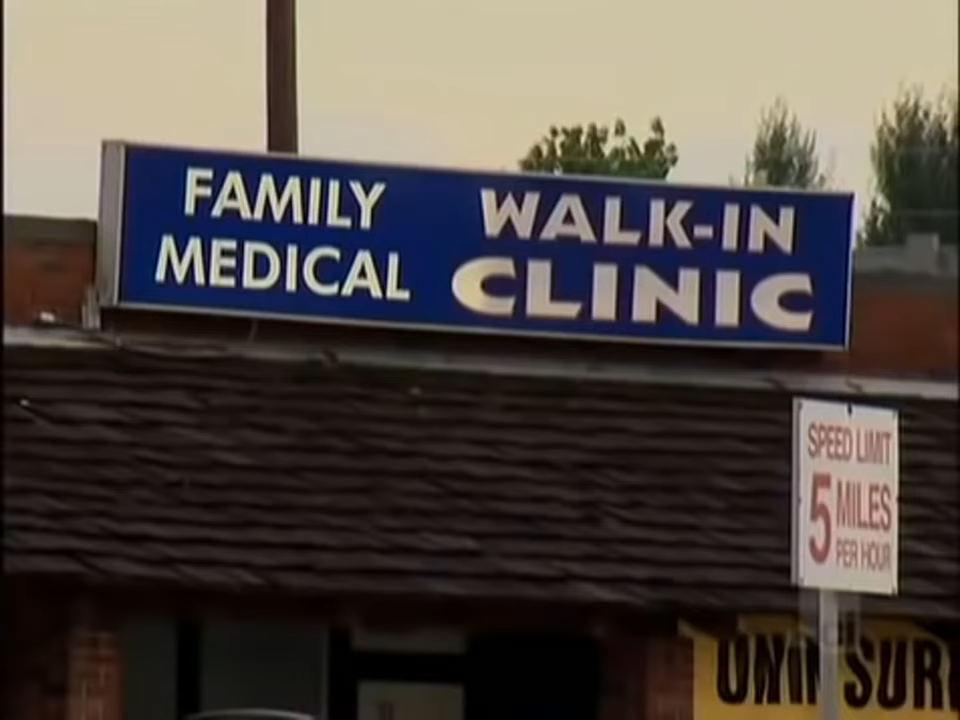 FAMILY
MEDICAL
WALK-IN
CLINIC
SPEED LIMIT
5 MILES
PER HOUR